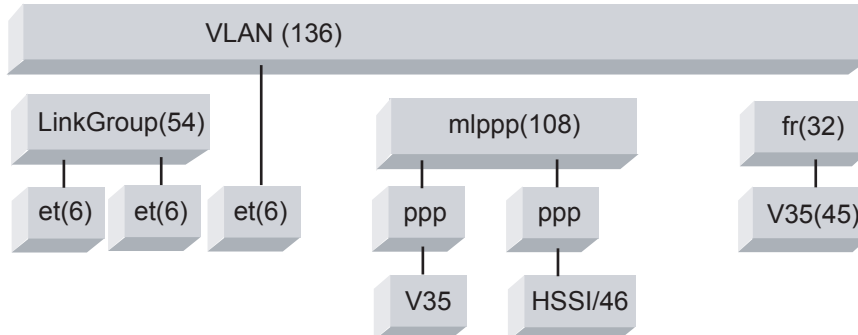 VLAN (136)
LinkGroup(54)
mlppp(108)
fr(32)
et(6)
et(6)
et(6)
ppp
ppp
V35(45)
V35
HSSI/46